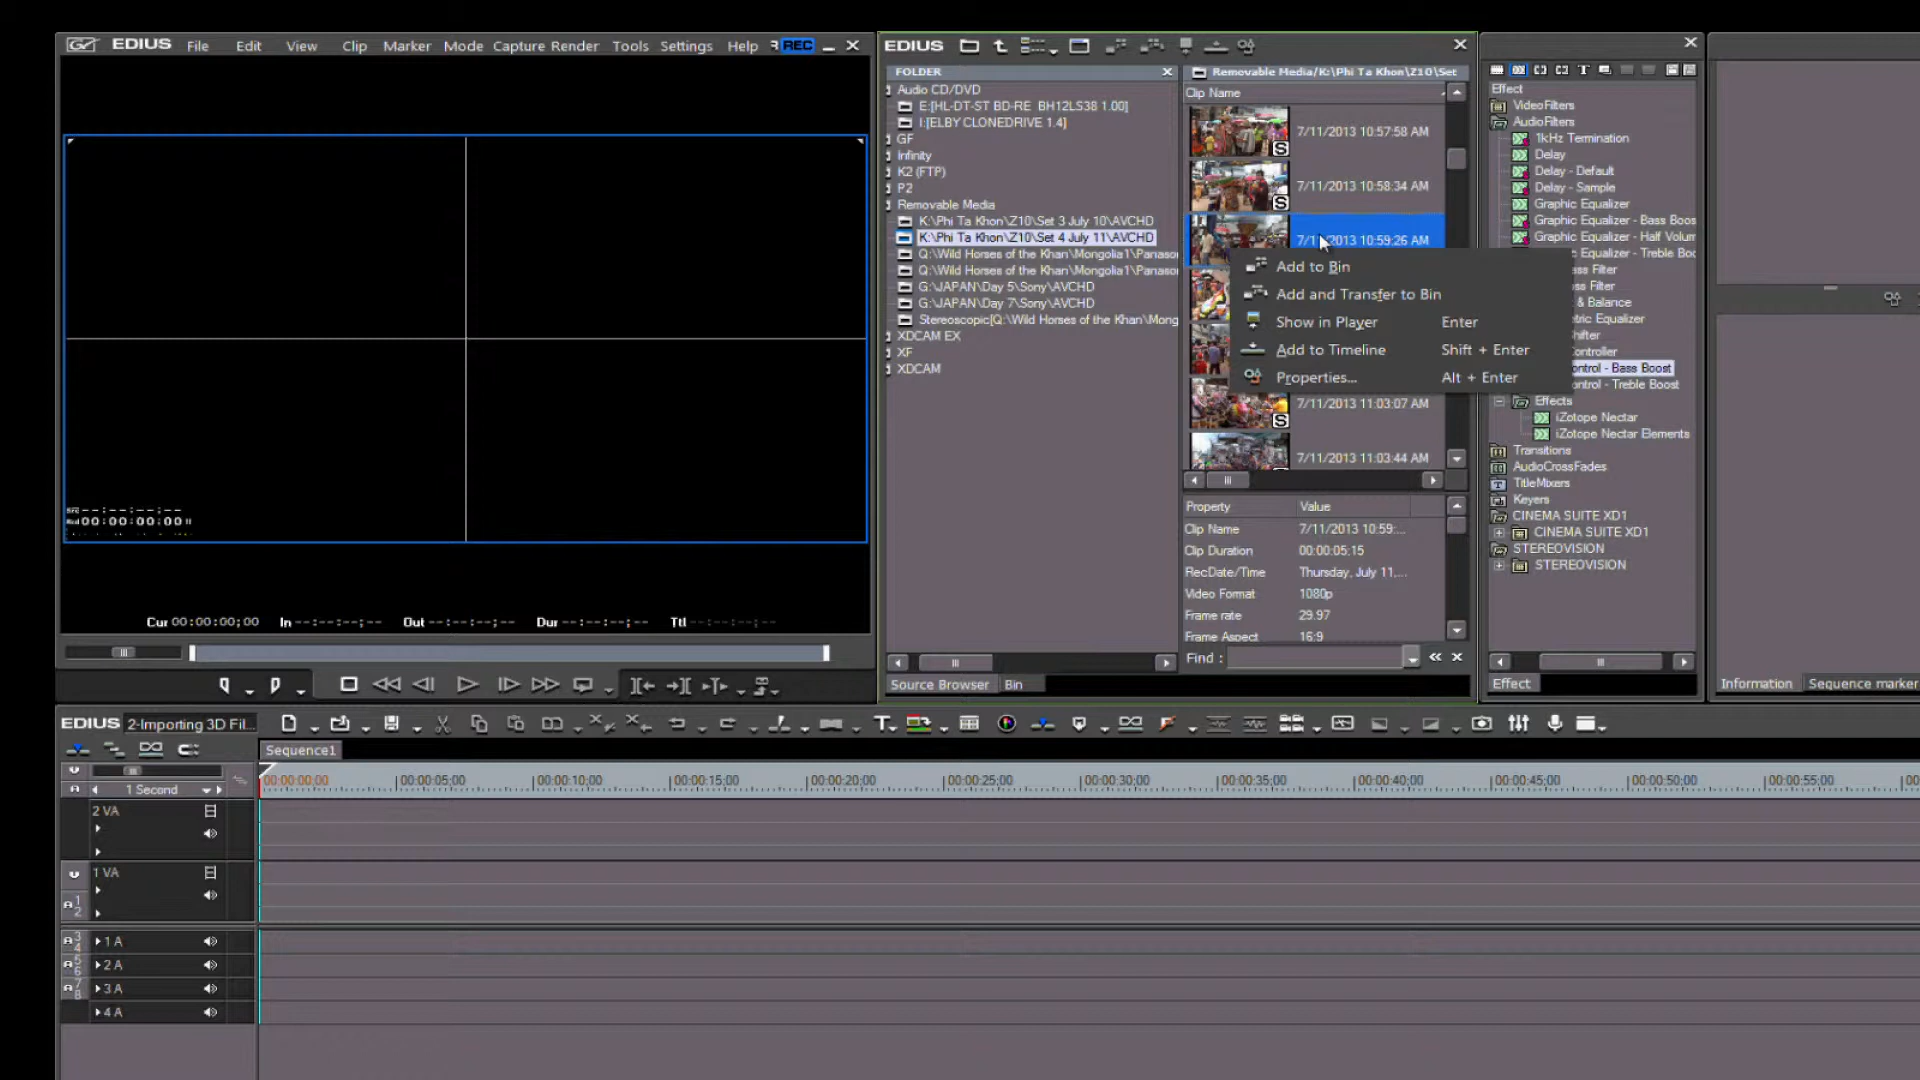 EDIUS File Edit View Clip Marker Mode Capture Render Tools Settings Help REC
Cur 00:00:00;00 In --:--:--;-- Out --:--:--;-- Dur --:--:--;-- Ttl --:--:--;--
EDIUS
FOLDER
Audio CD/DVD
E:[HL-DT-ST BD-RE BH12LS38 1.00]
I:[ELBY CLONEDRIVE 1.4]
GF
Infinity
K2 (FTP)
P2
Removable Media
K:\Phi Ta Khon\Z10\Set 3 July 10\AVCHD
K:\Phi Ta Khon\Z10\Set 4 July 11\AVCHD
Q:\Wild Horses of the Khan\Mongolia1\Panaso
Q:\Wild Horses of the Khan\Mongolia1\Panaso
G:\JAPAN\Day 5\Sony\AVCHD
G:\JAPAN\Day 7\Sony\AVCHD
Stereoscopic[Q:\Wild Horses of the Khan\Mong
XDCAM EX
XF
XDCAM
Source Browser Bin
Removable Media/K:\Phi Ta Khon\Z10\Set
Clip Name
7/11/2013 10:57:58 AM
S
7/11/2013 10:58:34 AM
S
7/11/2013 10:59:26 AM
Add to Bin
Add and Transfer to Bin
Show in Player Enter
Add to Timeline Shift + Enter
Properties... Alt + Enter
7/11/2013 11:03:07 AM
S
7/11/2013 11:03:44 AM
Property Value
Clip Name 7/11/2013 10:59:...
Clip Duration 00:00:05:15
RecDate/Time Thursday, July 11,...
Video Format 1080p
Frame rate 29.97
Frame Aspect 16:9
Find :
Effect
VideoFilters
AudioFilters
1kHz Termination
Delay
Delay - Default
Delay - Sample
Graphic Equalizer
Graphic Equalizer - Bass Boos
Graphic Equalizer - Half Volum
Equalizer - Treble Boo
ass Filter
ss Filter
& Balance
etric Equalizer
hifter
ontroller
ontrol - Bass Boost
ontrol - Treble Boost
Effects
iZotope Nectar
iZotope Nectar Elements
Transitions
AudioCrossFades
TitleMixers
Keyers
CINEMA SUITE XD1
CINEMA SUITE XD1
STEREOVISION
STEREOVISION
Effect
Information Sequence marker
EDIUS 2-Importing 3D Fil...
Sequence1
1 Second
00:00:00;00 00:00:05;00 00:00:10;00 00:00:15;00 00:00:20;00 00:00:25;00 00:00:30;00 00:00:35;00 00:00:40;00 00:00:45;00 00:00:50;00 00:00:55;00
2 VA
1 VA
1 A
2 A
3 A
4 A